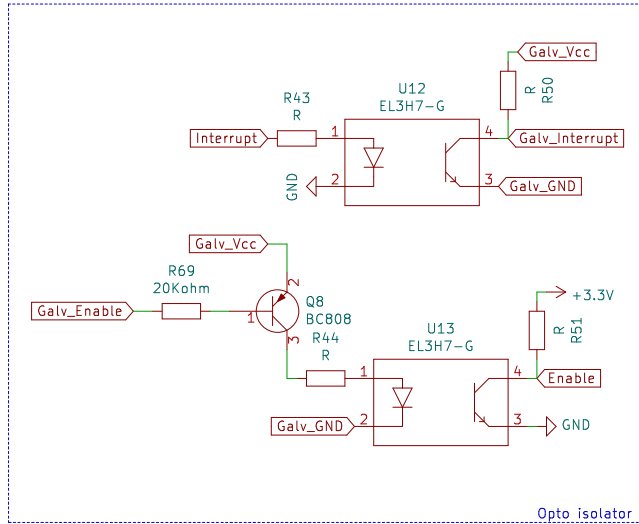 Galv_Vcc
R
R50
U12
EL3H7-G
R43
R
Interrupt
1
4
Galv_Interrupt
GND
2
3
Galv_GND
Galv_Vcc
R69
20Kohm
2
Q8
BC808
Galv_Enable
1
3
+3.3V
R
R51
U13
EL3H7-G
R44
R
1
4
Enable
Galv_GND
2
3
GND
Opto isolator